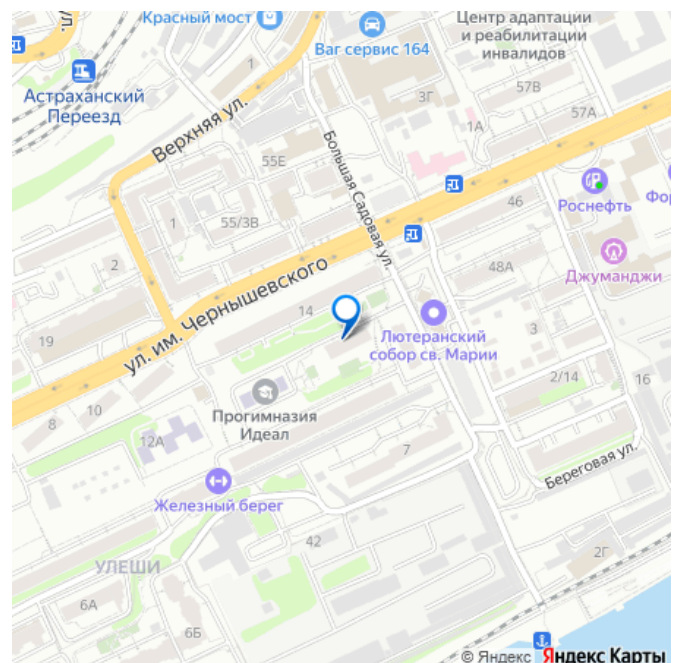 Красный мост
Ваг сервис 164
Центр адаптации
и реабилитации
инвалидов
ул.
Астраханский
Переезд
1
3Г
57В
57А
1А
Верхняя ул.
55Е
Большая Садовая ул.
1
55/3В
46
Роснефть
Фор
2
ул. им. Чернышевского
48А
Джуманджи
14
19
Лютеранский
собор св. Марии
3
2/14
16
Прогимназия
Идеал
8
10
12А
7
Береговая ул.
Железный берег
42
2Г
УЛЕШИ
6А
6Б
© Яндекс Яндекс Карты